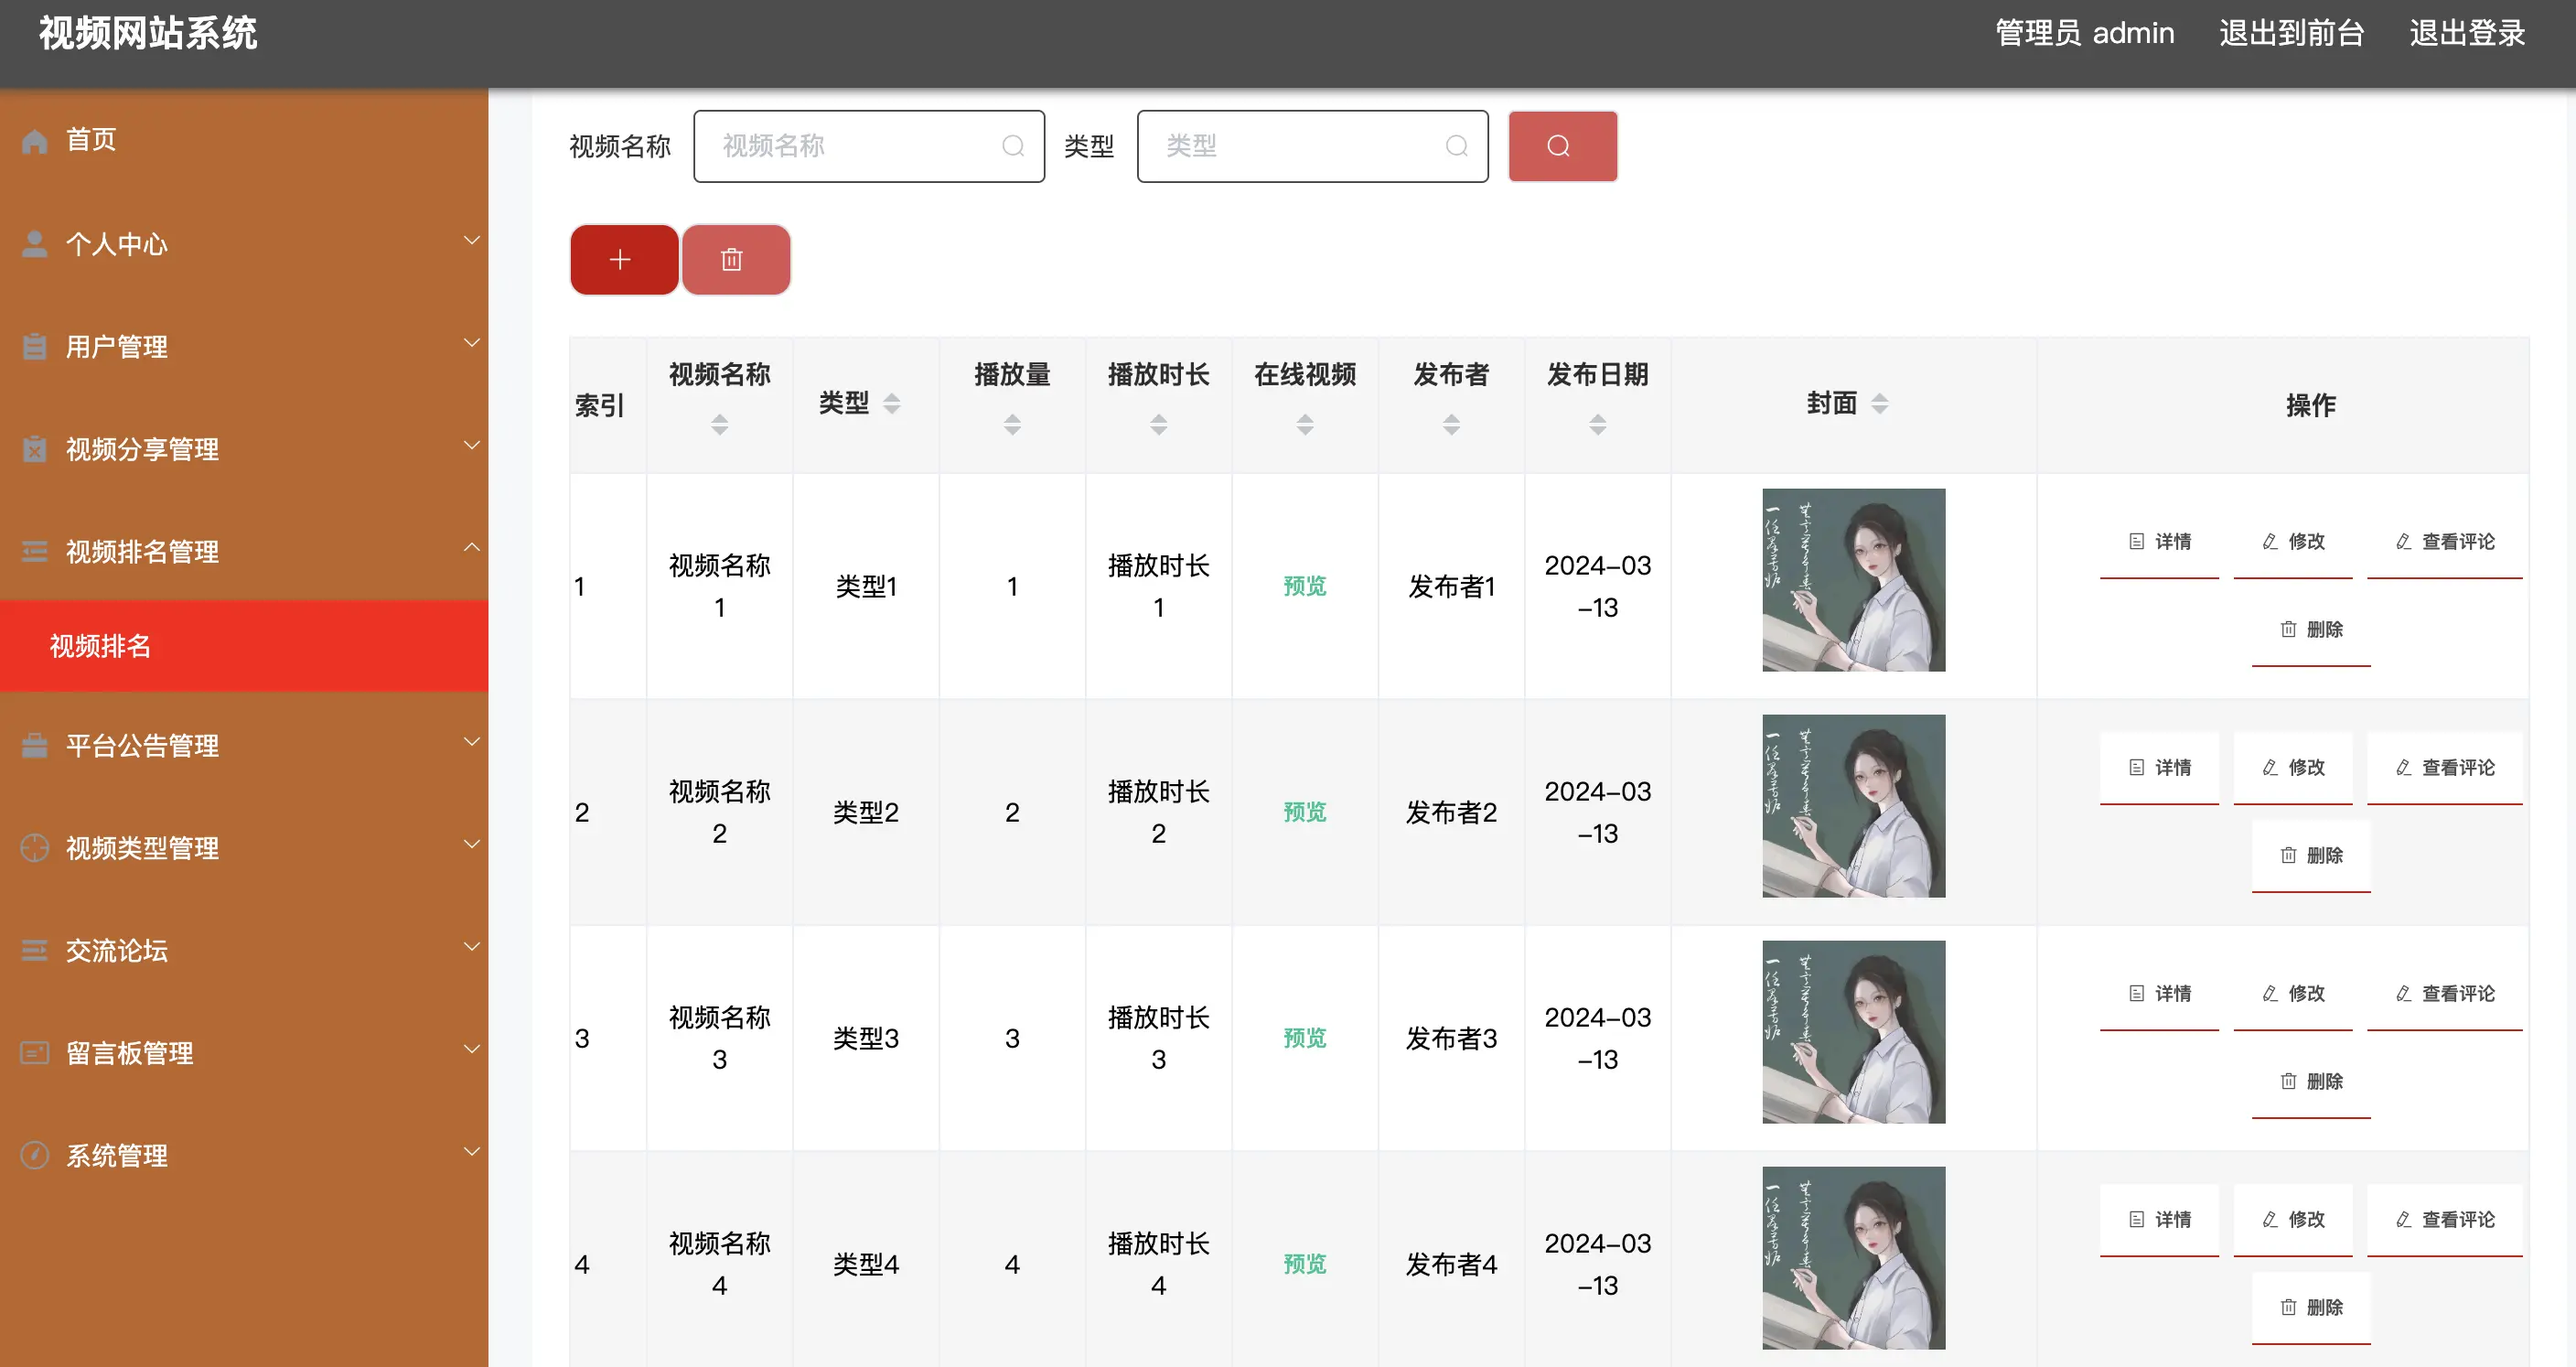 视频网站系统
管理员 admin 退出到前台 退出登录
首页
个人中心
用户管理
视频分享管理
视频排名管理
视频排名
平台公告管理
视频类型管理
交流论坛
留言板管理
系统管理
视频名称 视频名称 类型 类型
索引 视频名称 类型 播放量 播放时长 在线视频 发布者 发布日期 封面 操作
1 视频名称1 类型1 1 播放时长1 预览 发布者1 2024-03-13 详情 修改 查看评论 删除
2 视频名称2 类型2 2 播放时长2 预览 发布者2 2024-03-13 详情 修改 查看评论 删除
3 视频名称3 类型3 3 播放时长3 预览 发布者3 2024-03-13 详情 修改 查看评论 删除
4 视频名称4 类型4 4 播放时长4 预览 发布者4 2024-03-13 详情 修改 查看评论 删除